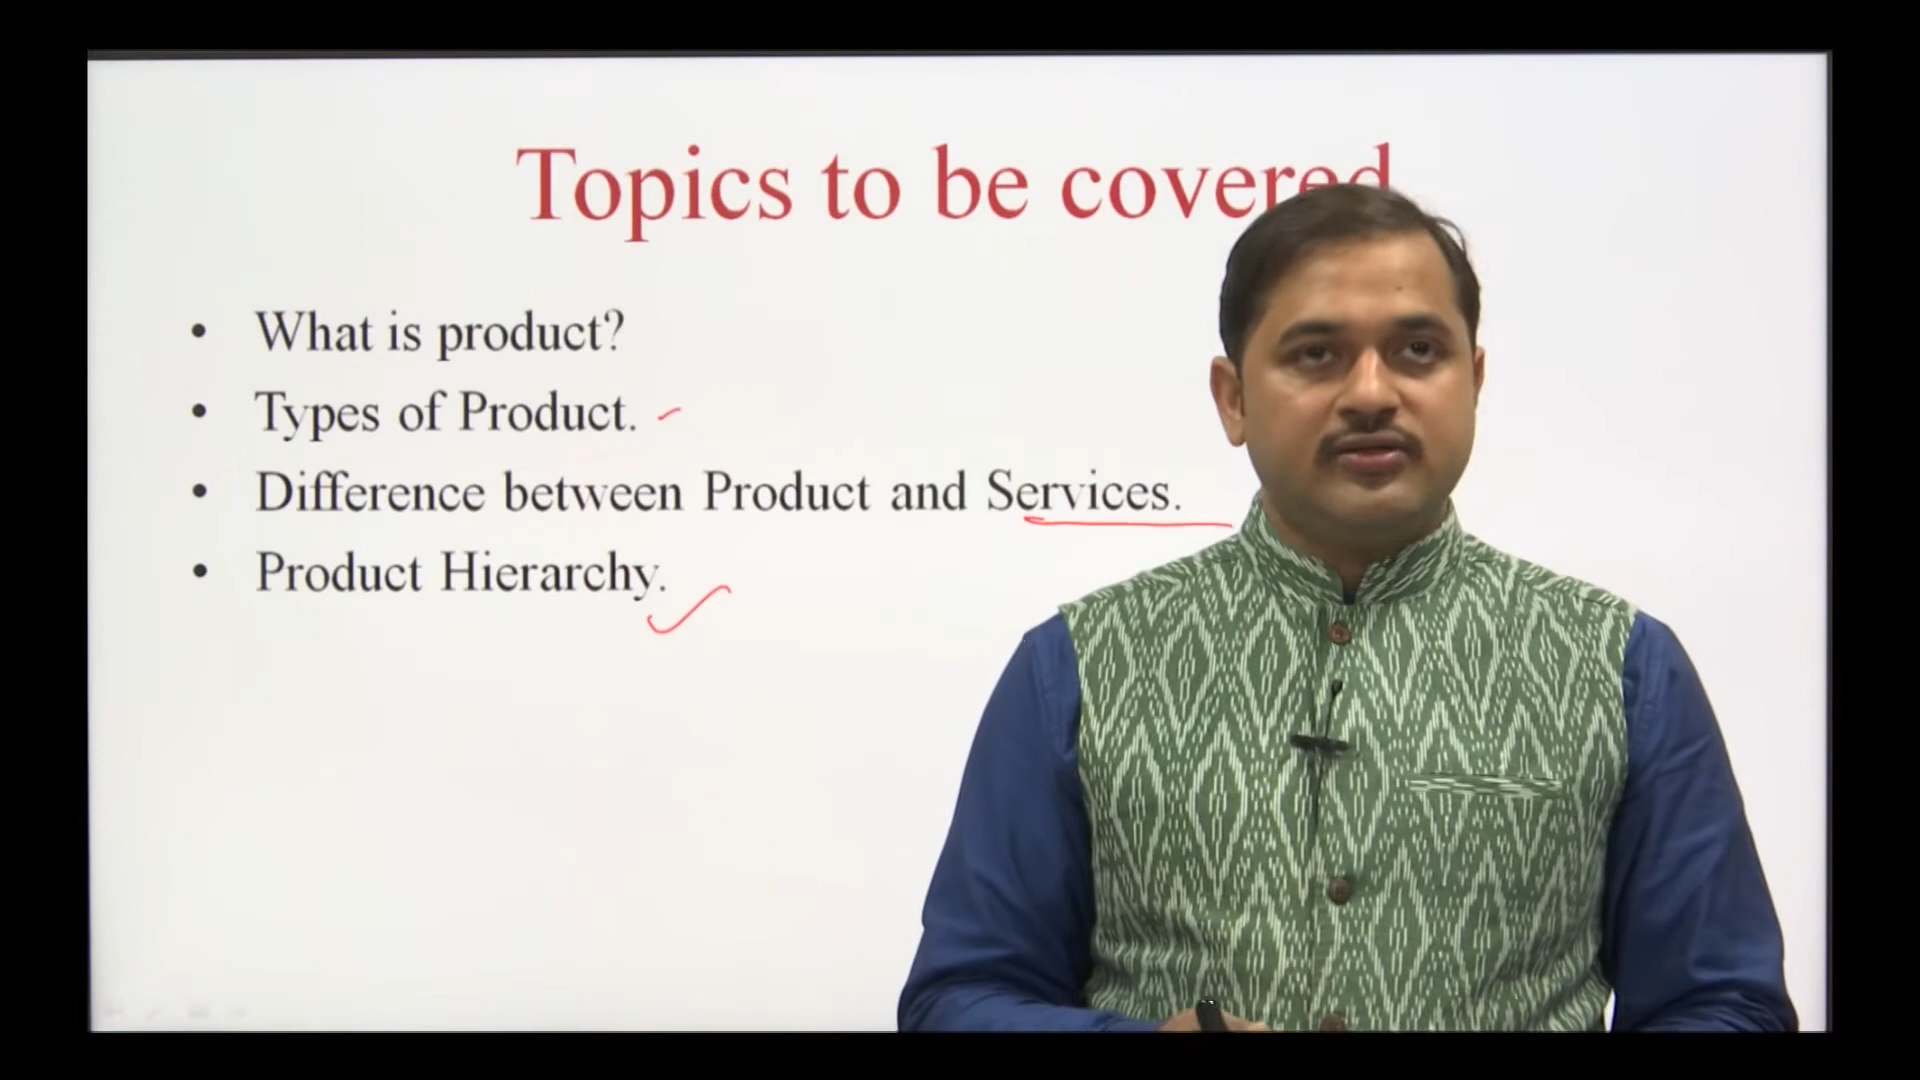 Topics to be covered
• What is product?
• Types of Product.
• Difference between Product and Services.
• Product Hierarchy.